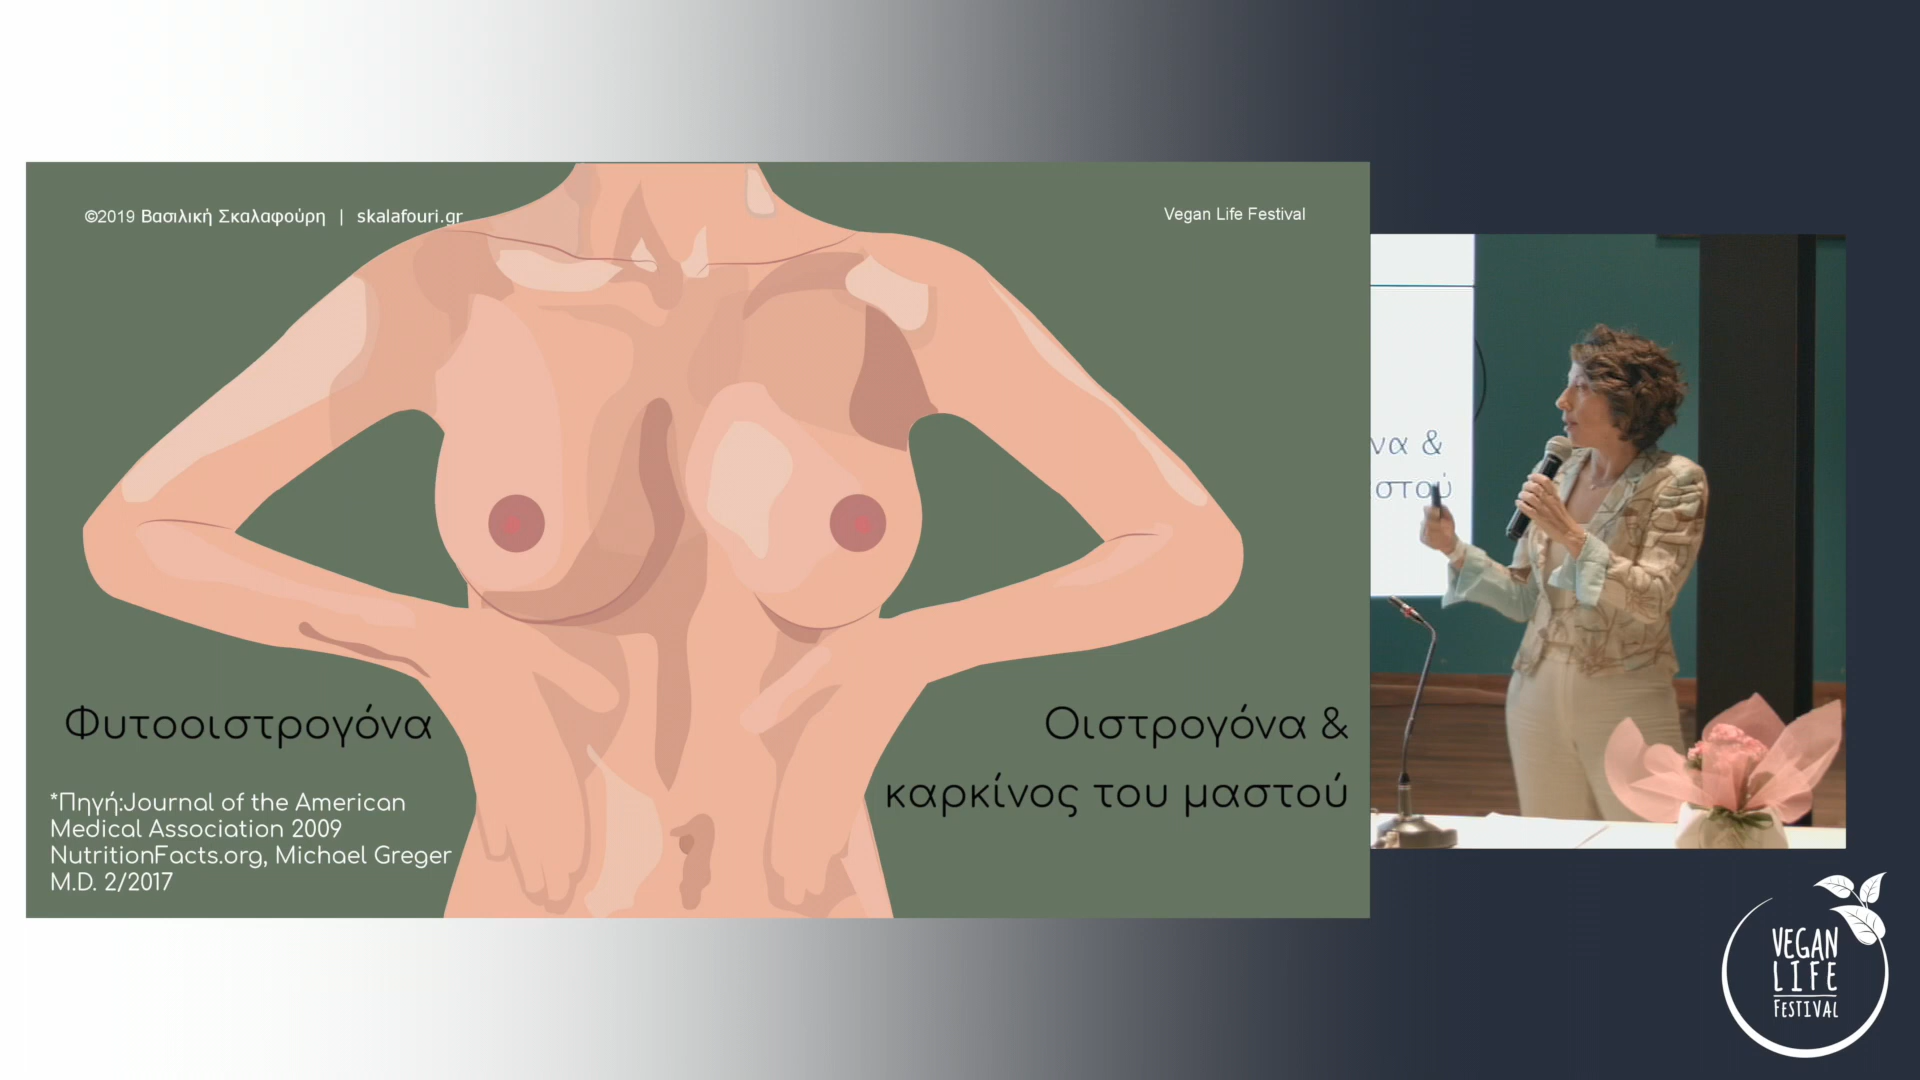 ©2019 Βασιλική Σκαλαφούρη | skalafouri.gr
Vegan Life Festival
Φυτοοιστρογόνα
Οιστρογόνα &
καρκίνος του μαστού
*Πηγή:Journal of the American
Medical Association 2009
NutritionFacts.org, Michael Greger
M.D. 2/2017
να &
στού
VEGAN
LIFE
FESTIVAL